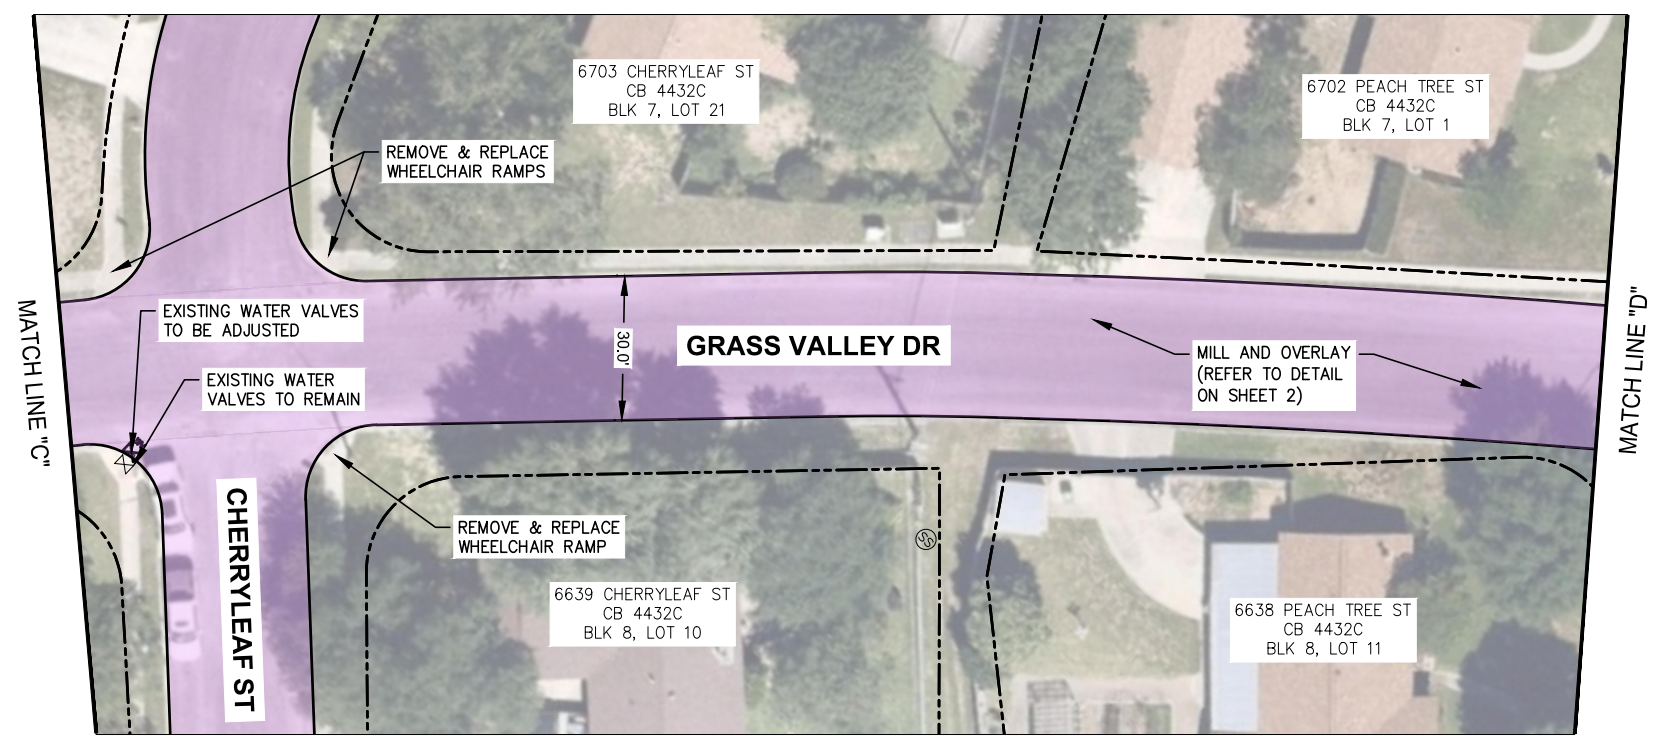 6703 CHERRYLEAF ST
CB 4432C
BLK 7, LOT 21
6702 PEACH TREE ST
CB 4432C
BLK 7, LOT 1
REMOVE & REPLACE
WHEELCHAIR RAMPS
MATCH LINE "C"
EXISTING WATER VALVES
TO BE ADJUSTED
EXISTING WATER
VALVES TO REMAIN
30.0'
GRASS VALLEY DR
MILL AND OVERLAY
(REFER TO DETAIL
ON SHEET 2)
MATCH LINE "D"
CHERRYLEAF ST
REMOVE & REPLACE
WHEELCHAIR RAMP
SS
6639 CHERRYLEAF ST
CB 4432C
BLK 8, LOT 10
6638 PEACH TREE ST
CB 4432C
BLK 8, LOT 11